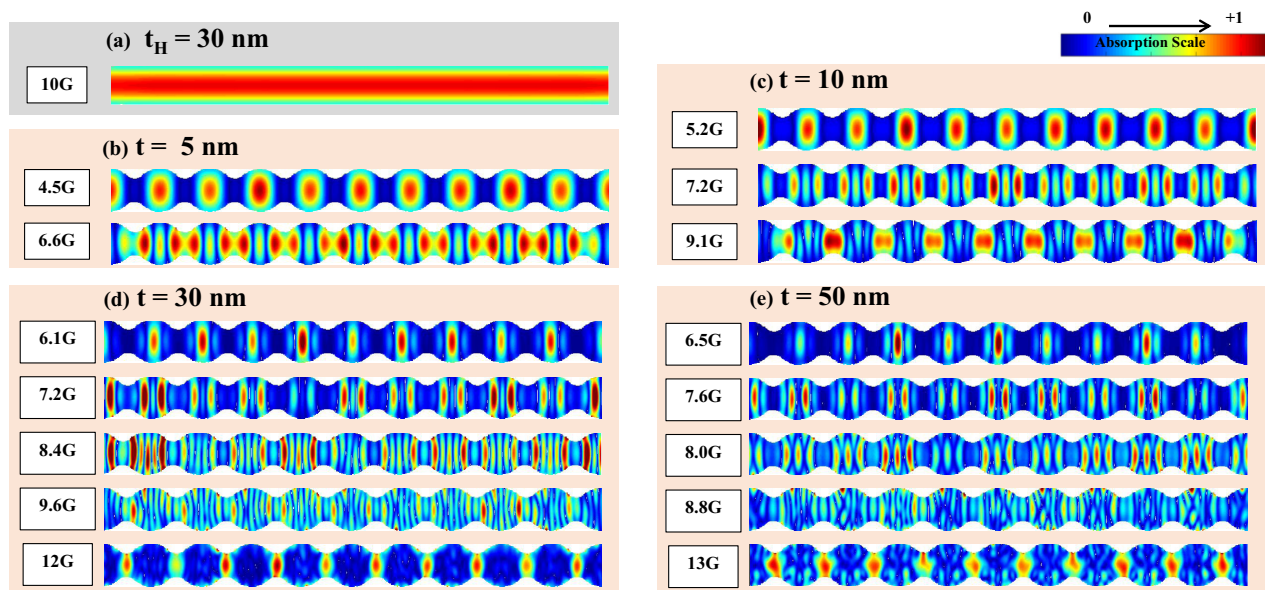 0 +1
Absorption Scale
(a) t_H = 30 nm
10G
(b) t = 5 nm
4.5G
6.6G
(c) t = 10 nm
5.2G
7.2G
9.1G
(d) t = 30 nm
6.1G
7.2G
8.4G
9.6G
12G
(e) t = 50 nm
6.5G
7.6G
8.0G
8.8G
13G